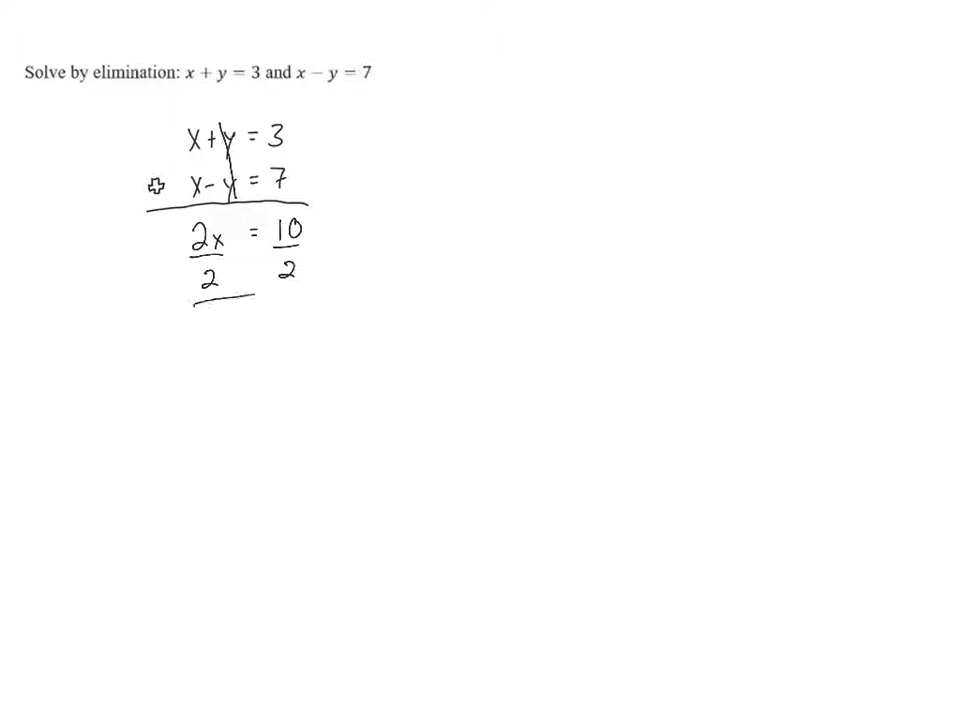 Solve by elimination: x + y = 3 and x − y = 7
x+y = 3
+ x- y = 7
2x = 10
2 2